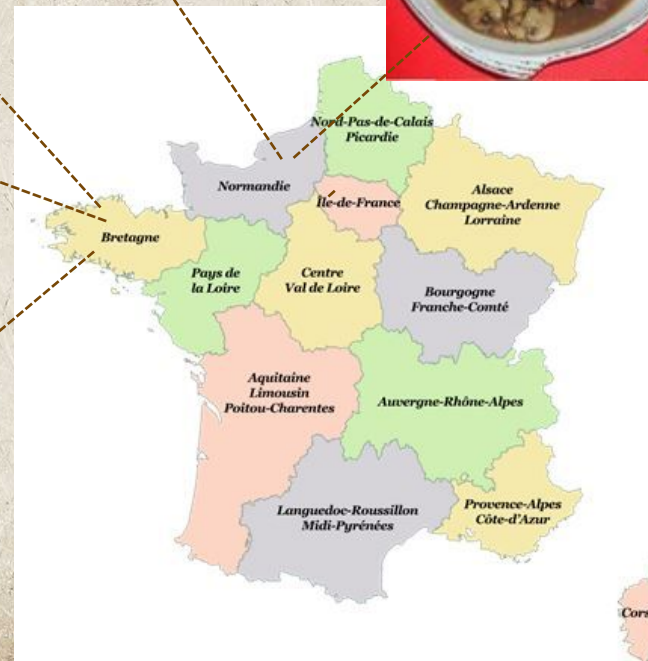 Nord-Pas-de-Calais
Picardie
Normandie
Île-de-France
Alsace
Champagne-Ardenne
Lorraine
Bretagne
Pays de
la Loire
Centre
Val de Loire
Bourgogne
Franche-Comté
Aquitaine
Limousin
Poitou-Charentes
Auvergne-Rhône-Alpes
Languedoc-Roussillon
Midi-Pyrénées
Provence-Alpes
Côte-d'Azur
Cors